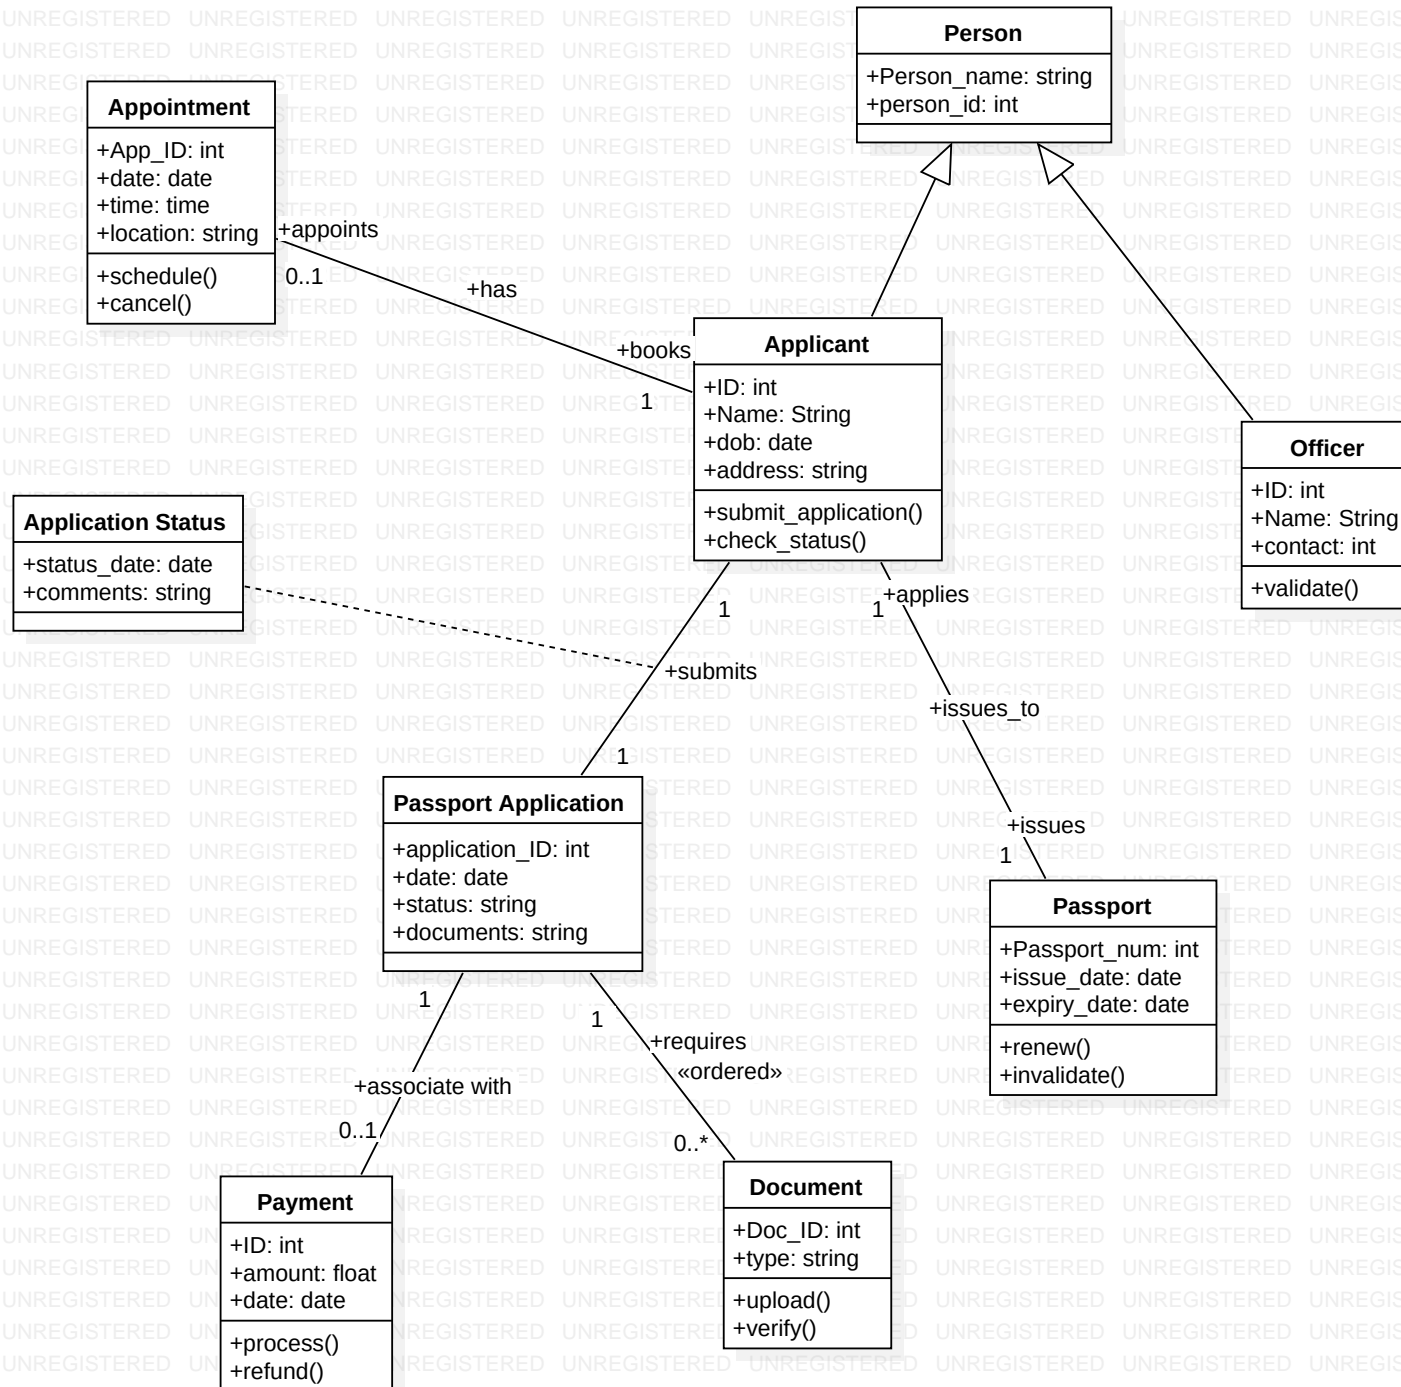 Person
+Person_name: string
+person_id: int
Appointment
+App_ID: int
+date: date
+time: time
+location: string
+schedule()
+cancel()
+appoints
0..1
+has
+books
1
Applicant
+ID: int
+Name: String
+dob: date
+address: string
+submit_application()
+check_status()
Officer
+ID: int
+Name: String
+contact: int
+validate()
Application Status
+status_date: date
+comments: string
1
+submits
1
1
+applies
+issues_to
+issues
1
Passport Application
+application_ID: int
+date: date
+status: string
+documents: string
Passport
+Passport_num: int
+issue_date: date
+expiry_date: date
+renew()
+invalidate()
1
+associate with
0..1
1
+requires
«ordered»
0..*
Payment
+ID: int
+amount: float
+date: date
+process()
+refund()
Document
+Doc_ID: int
+type: string
+upload()
+verify()
UNREGISTERED